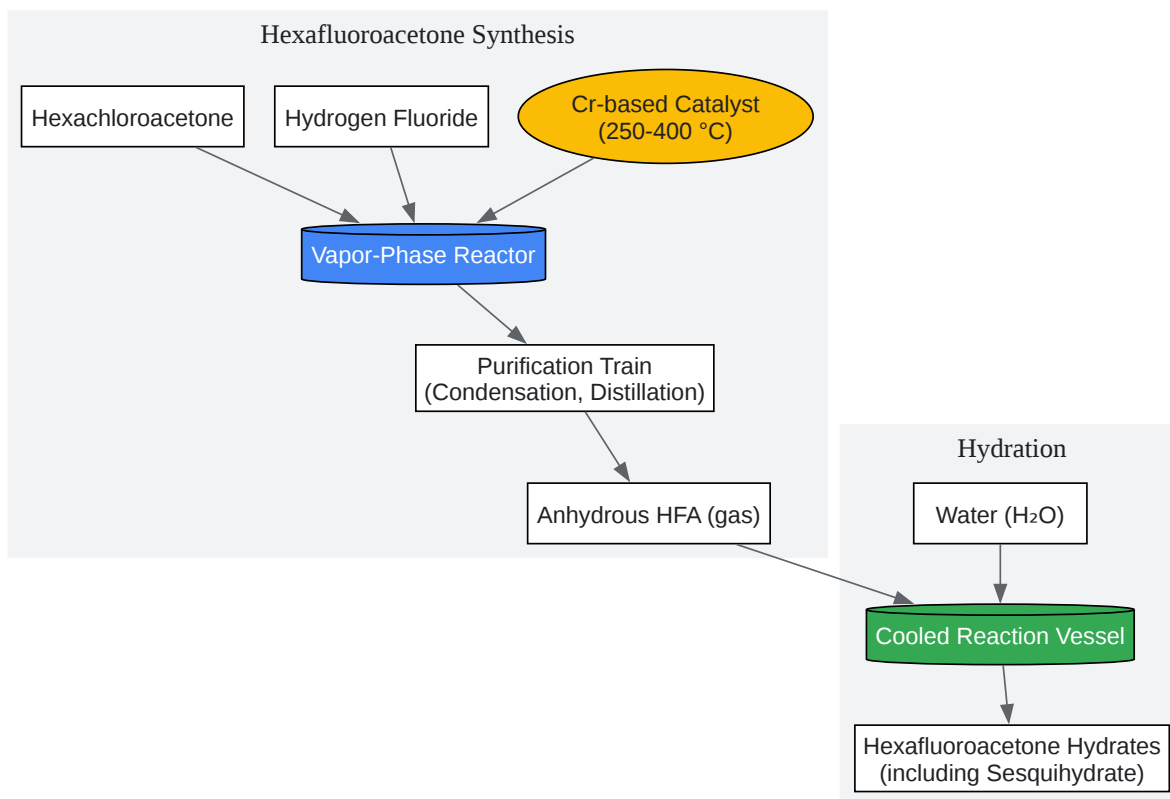 Hexafluoroacetone Synthesis
Hexachloroacetone
Hydrogen Fluoride
Cr-based Catalyst
(250-400 °C)
Vapor-Phase Reactor
Purification Train
(Condensation, Distillation)
Anhydrous HFA (gas)
Hydration
Water (H₂O)
Cooled Reaction Vessel
Hexafluoroacetone Hydrates
(including Sesquihydrate)